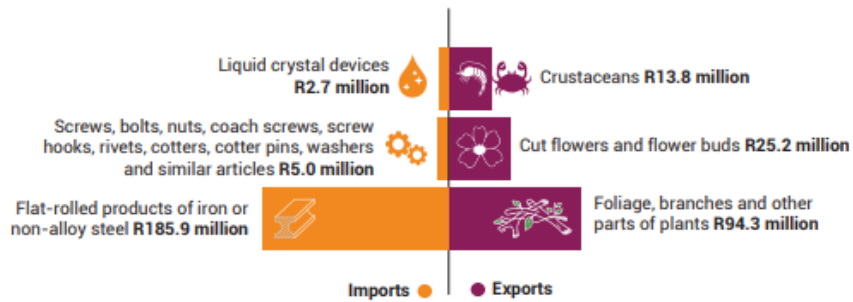 Liquid crystal devices
R2.7 million
Crustaceans R13.8 million
Screws, bolts, nuts, coach screws, screw
hooks, rivets, cotters, cotter pins, washers
and similar articles R5.0 million
Cut flowers and flower buds R25.2 million
Flat-rolled products of iron or
non-alloy steel R185.9 million
Foliage, branches and other
parts of plants R94.3 million
Imports
Exports